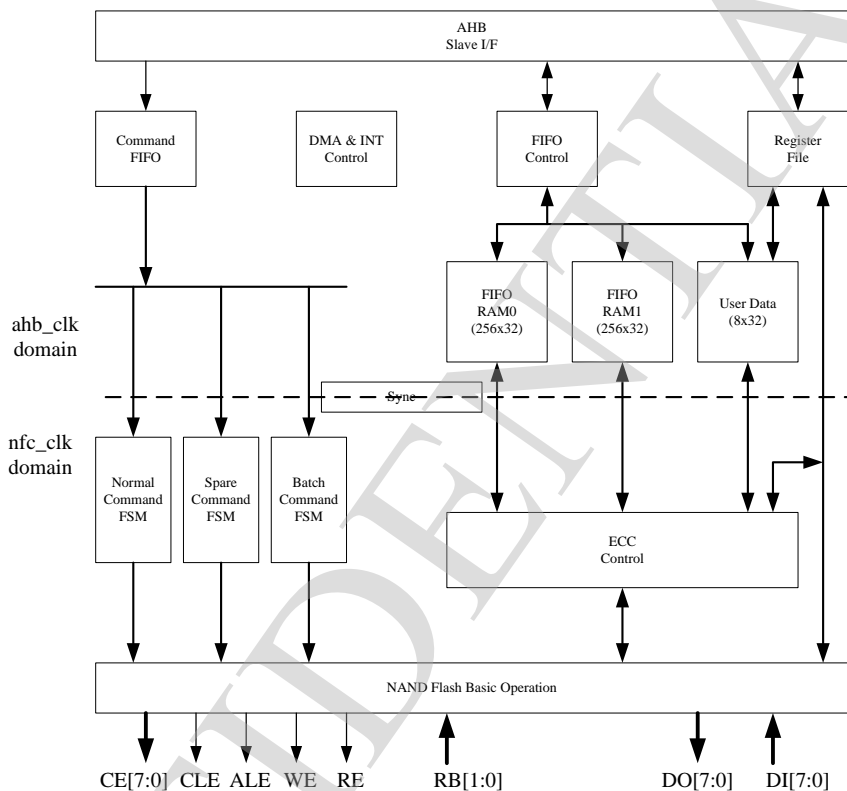 AHB
Slave I/F
Command
FIFO
DMA & INT
Control
FIFO
Control
Register
File
ahb_clk
domain
FIFO
RAM0
(256x32)
FIFO
RAM1
(256x32)
User Data
(8x32)
Sync
nfc_clk
domain
Normal
Command
FSM
Spare
Command
FSM
Batch
Command
FSM
ECC
Control
NAND Flash Basic Operation
CE[7:0] CLE ALE WE RE RB[1:0] DO[7:0] DI[7:0]
IDENTIA